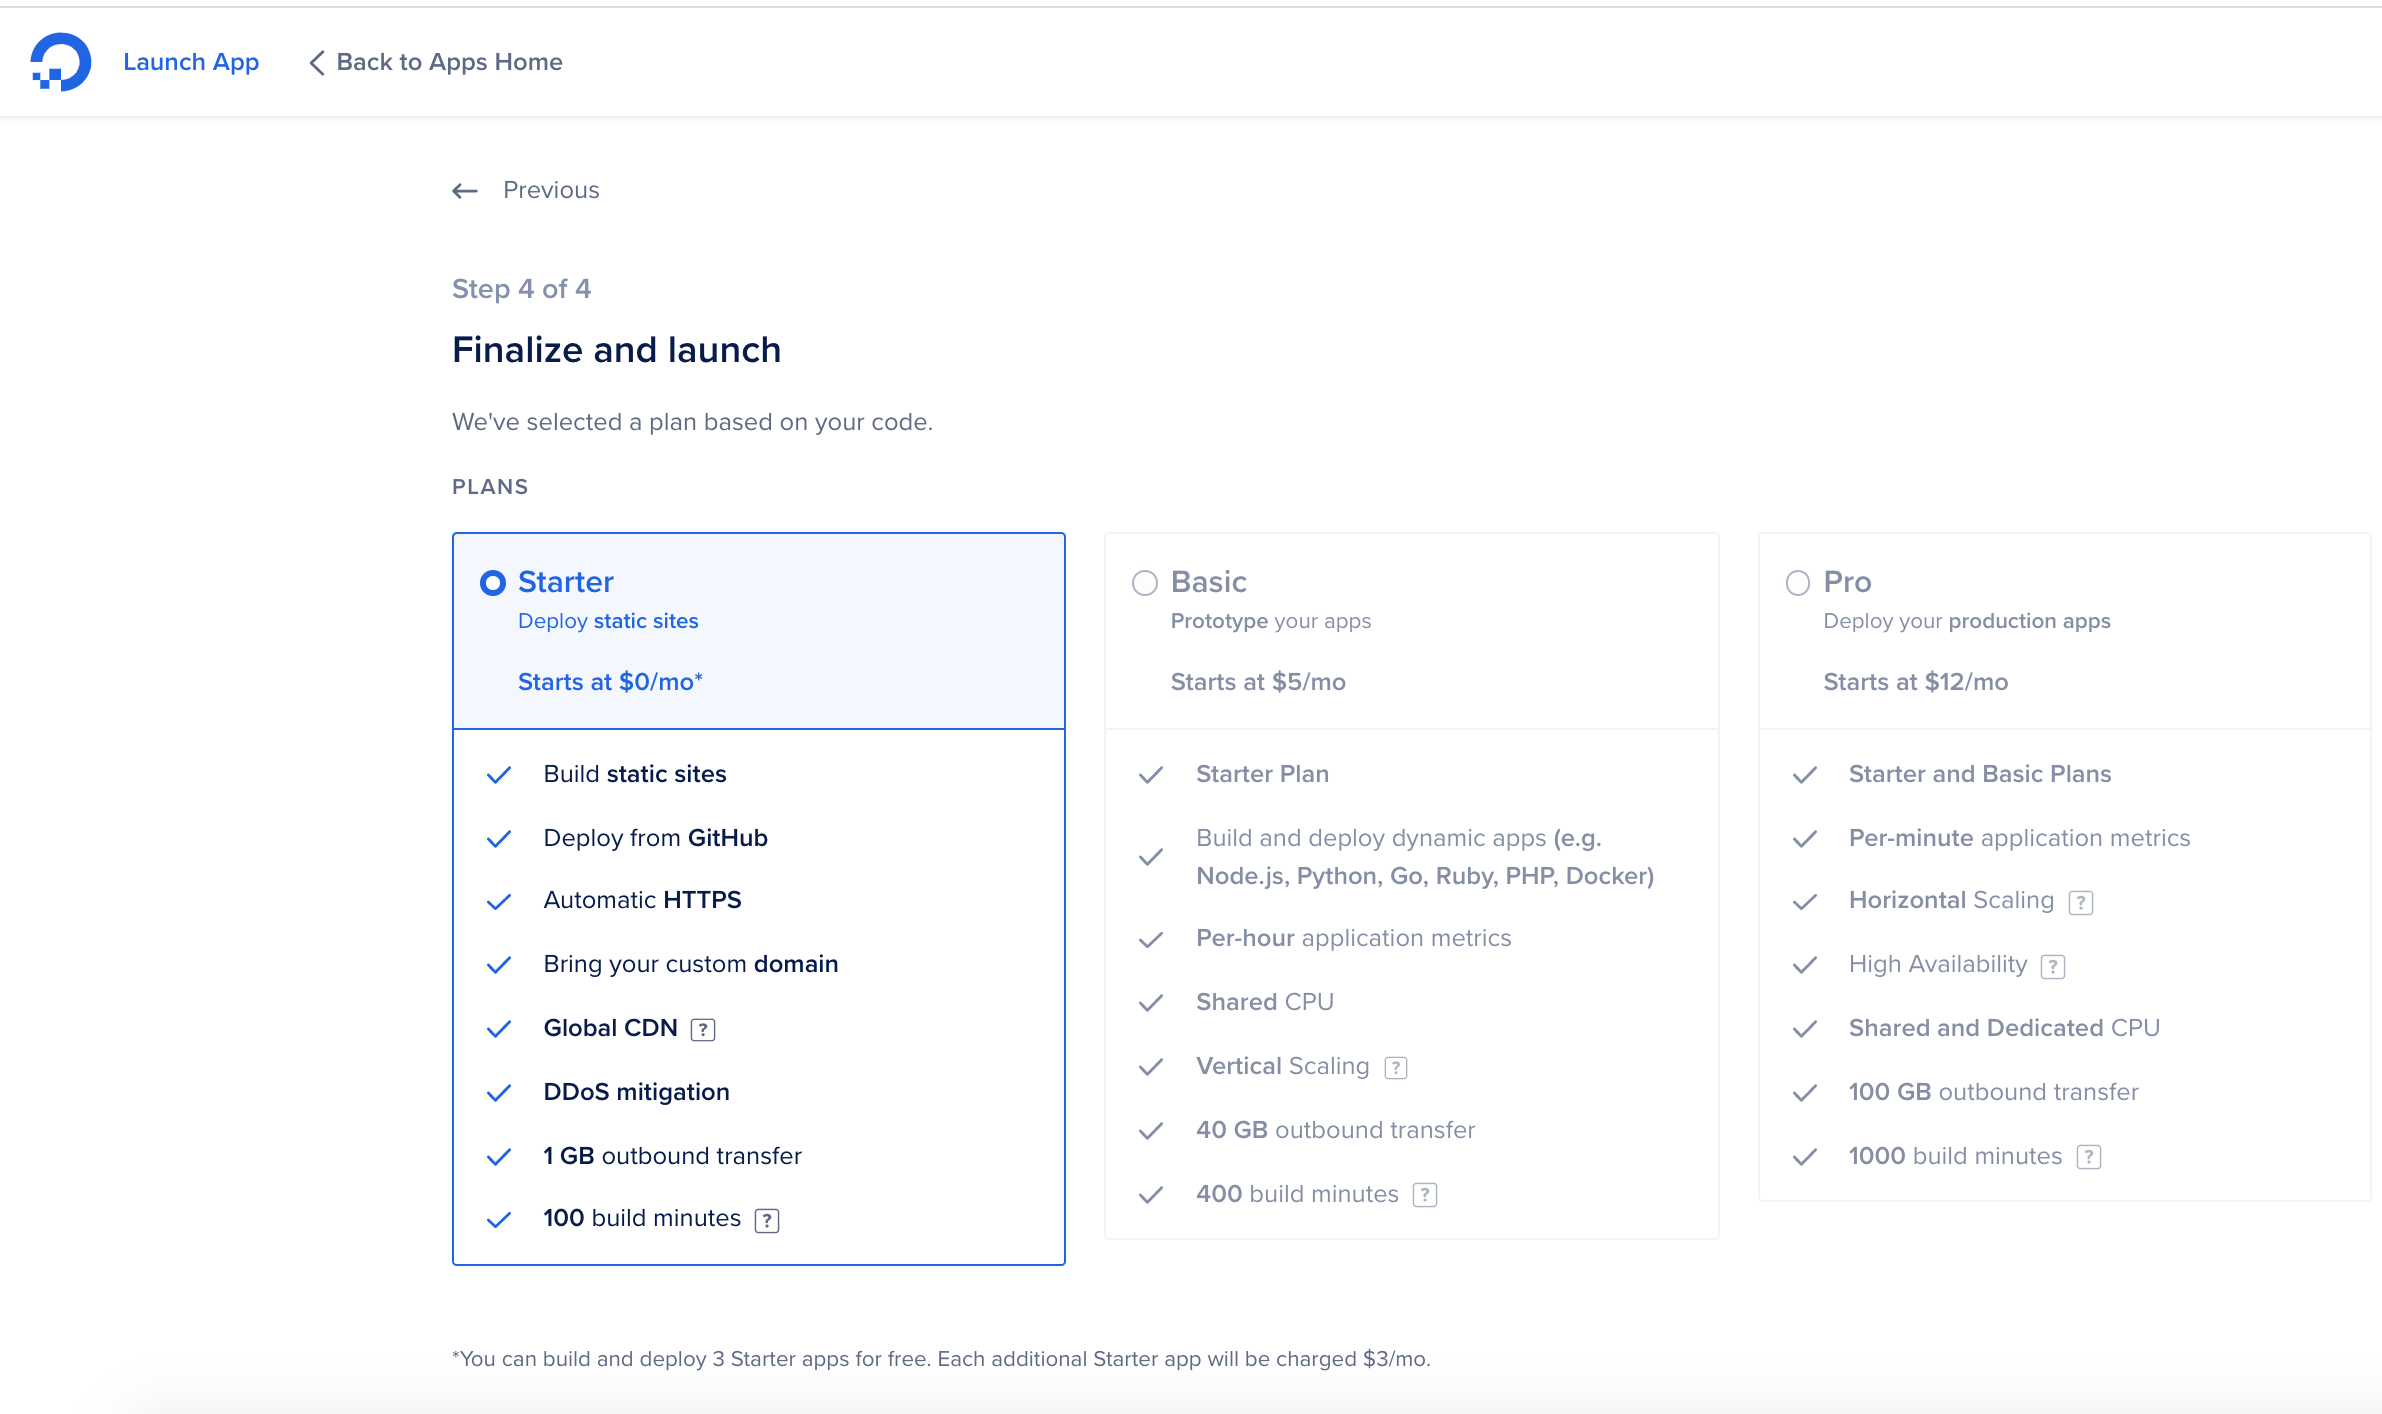 Launch App
Back to Apps Home
Previous
Step 4 of 4
Finalize and launch
We've selected a plan based on your code.
PLANS
Starter
Deploy static sites
Starts at $0/mo*
Build static sites
Deploy from GitHub
Automatic HTTPS
Bring your custom domain
Global CDN ?
DDoS mitigation
1 GB outbound transfer
100 build minutes ?
Basic
Prototype your apps
Starts at $5/mo
Starter Plan
Build and deploy dynamic apps (e.g.
Node.js, Python, Go, Ruby, PHP, Docker)
Per-hour application metrics
Shared CPU
Vertical Scaling ?
40 GB outbound transfer
400 build minutes ?
Pro
Deploy your production apps
Starts at $12/mo
Starter and Basic Plans
Per-minute application metrics
Horizontal Scaling ?
High Availability ?
Shared and Dedicated CPU
100 GB outbound transfer
1000 build minutes ?
*You can build and deploy 3 Starter apps for free. Each additional Starter app will be charged $3/mo.